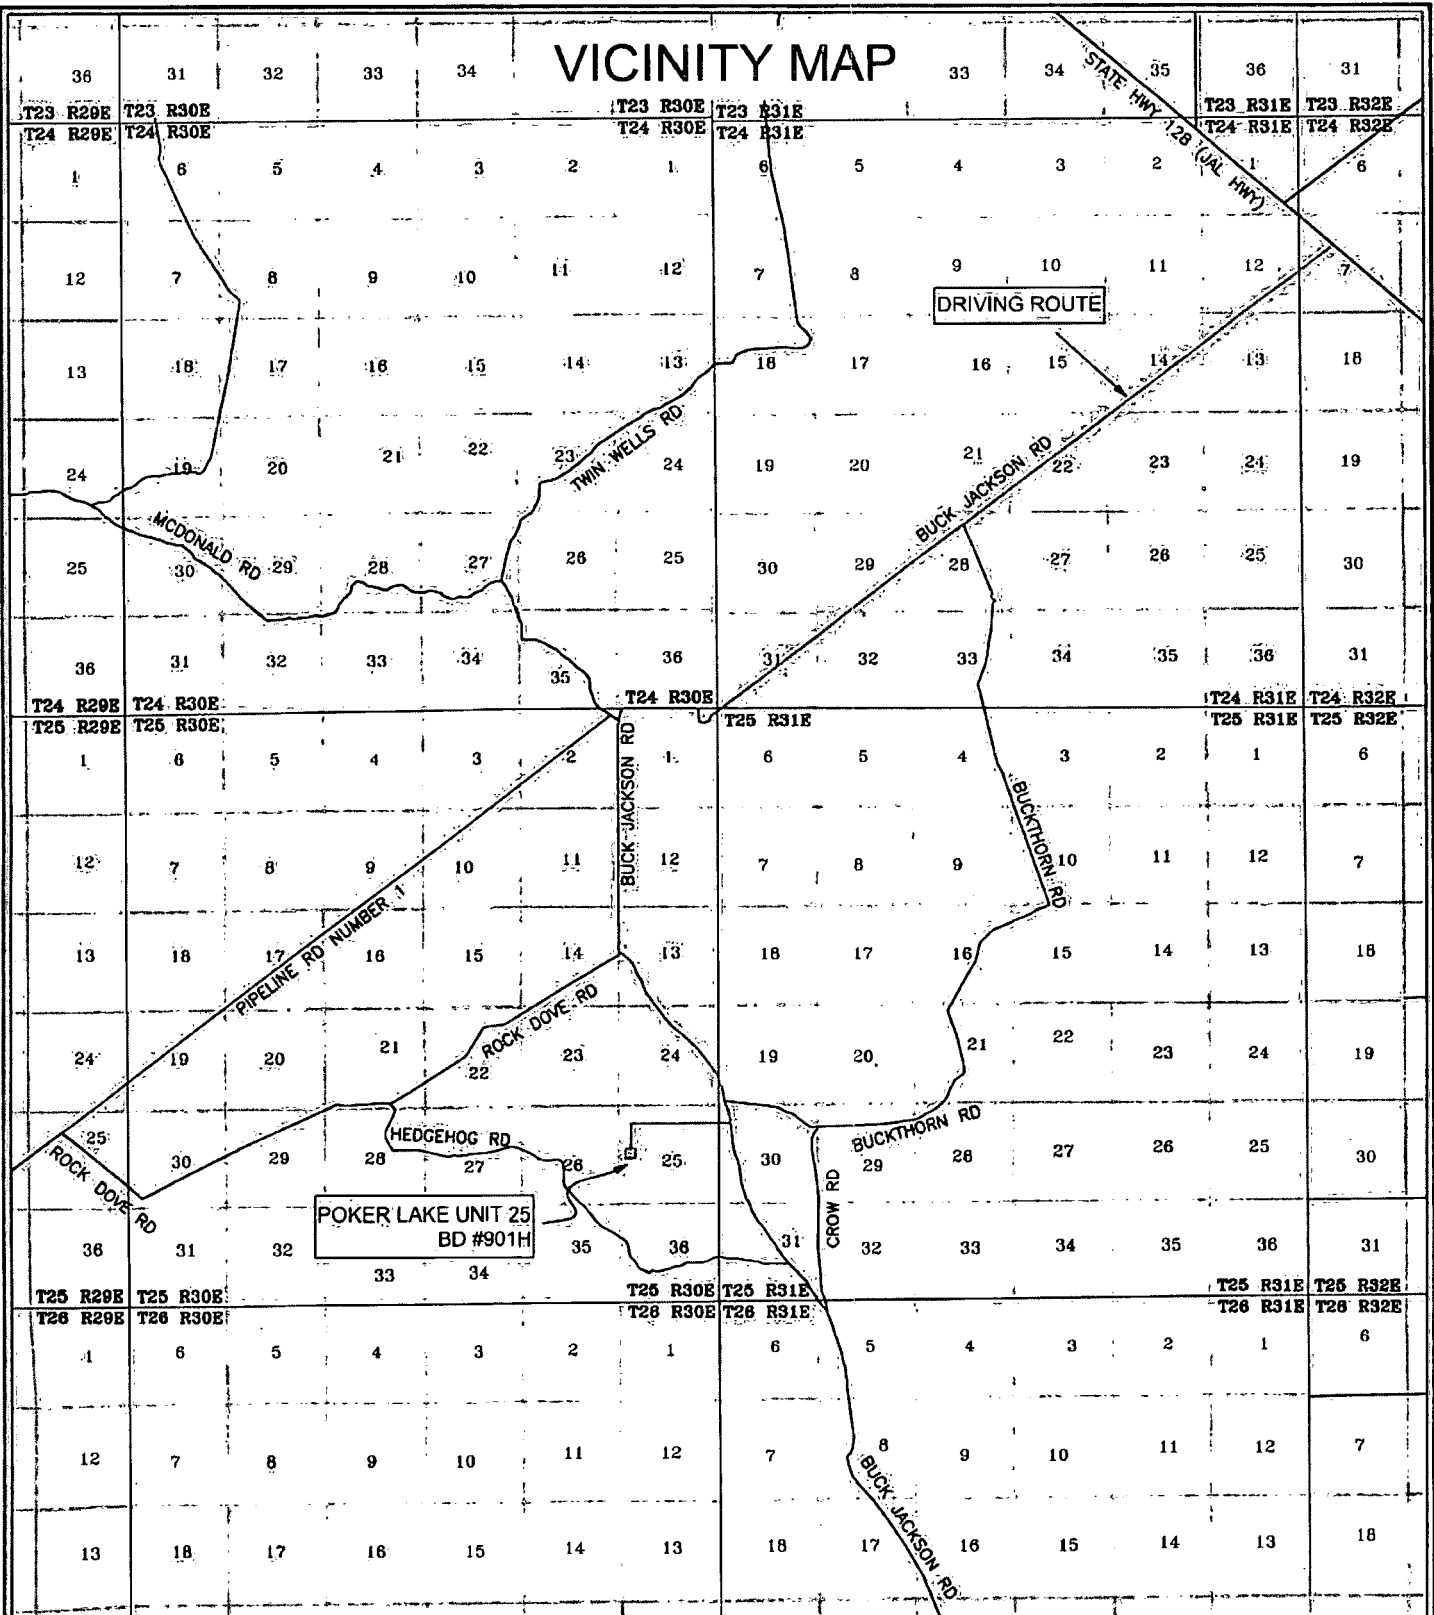 VICINITY MAP
36 31 32 33 34 33 34 35 36 31
STATE HWY 128 (JAL HWY)
T23 R29E T23 R30E T23 R30E T23 R31E T23 R31E T23 R32E
T24 R29E T24 R30E T24 R30E T24 R31E T24 R31E T24 R32E
1 6 5 4 3 2 1 6 5 4 3 2 1 6
12 7 8 9 10 11 12 7 8 9 10 11 12 7
DRIVING ROUTE
13 18 17 16 15 14 13 18 17 16 15 14 13 18
TWIN WELLS RD
BUCK JACKSON RD
24 19 20 21 22 23 24 19 20 21 22 23 24 19
MCDONALD RD
25 30 29 28 27 26 25 30 29 28 27 26 25 30
36 31 32 33 34 35 36 31 32 33 34 35 36 31
T24 R29E T24 R30E T24 R30E T24 R31E T24 R32E
T25 R29E T25 R30E T25 R31E T25 R31E T25 R32E
1 6 5 4 3 2 1 6 5 4 3 2 1 6
BUCK JACKSON RD
BUCKTHORN RD
12 7 8 9 10 11 12 7 8 9 10 11 12 7
PIPELINE RD NUMBER 1
13 18 17 16 15 14 13 18 17 16 15 14 13 18
ROCK DOVE RD
24 19 20 21 22 23 24 19 20 21 22 23 24 19
HEDGEHOG RD
BUCKTHORN RD
25 30 29 28 27 26 25 30 29 28 27 26 25 30
ROCK DOVE RD
CROW RD
POKER LAKE UNIT 25
BD #901H
36 31 32 33 34 35 36 31 32 33 34 35 36 31
T25 R29E T25 R30E T25 R30E T25 R31E T25 R31E T25 R32E
T26 R29E T26 R30E T26 R30E T26 R31E T26 R31E T26 R32E
1 6 5 4 3 2 1 6 5 4 3 2 1 6
12 7 8 9 10 11 12 7 8 9 10 11 12 7
BUCK JACKSON RD
13 18 17 16 15 14 13 18 17 16 15 14 13 18